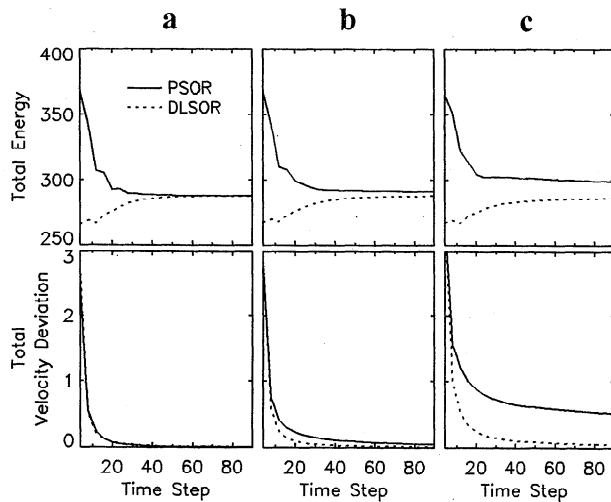 a b c
400
350
300
250
Total Energy
PSOR
DLSOR
3
2
1
0
Total
Velocity Deviation
20 40 60 80 20 40 60 80 20 40 60 80
Time Step Time Step Time Step